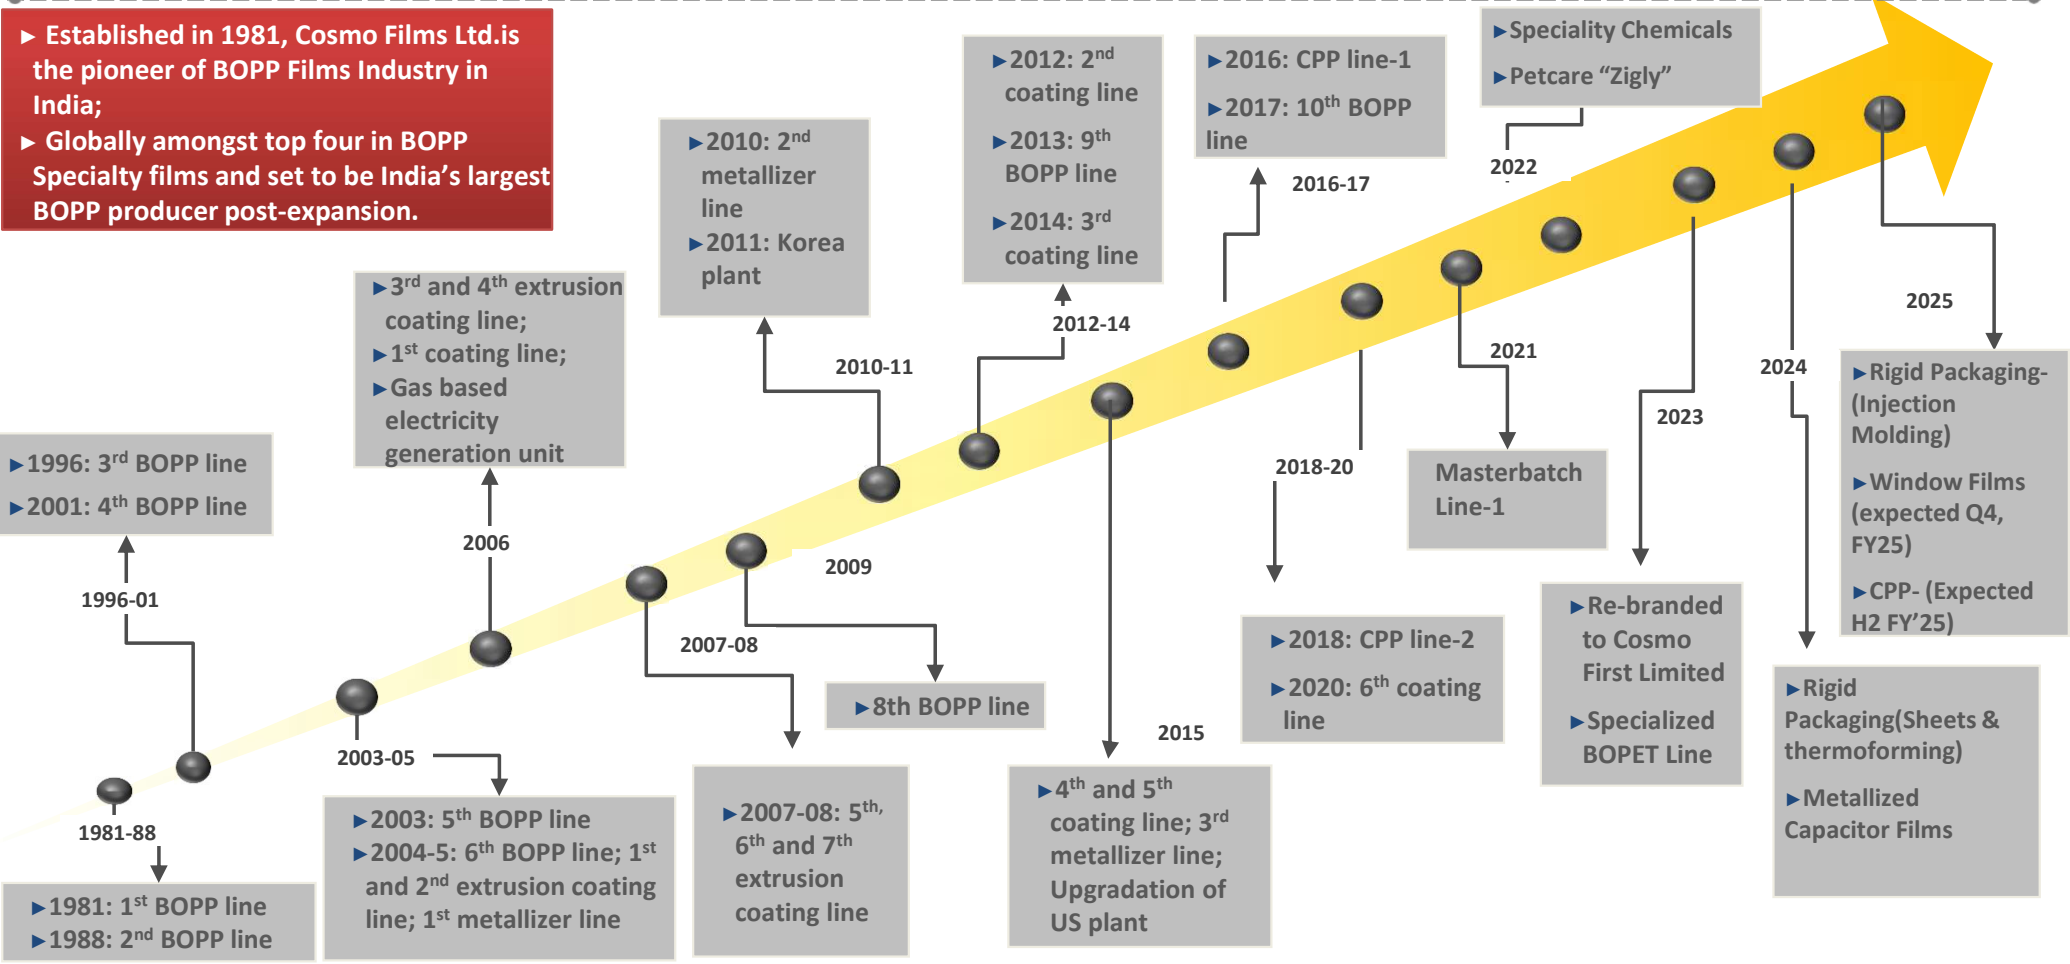 ► Established in 1981, Cosmo Films Ltd.is
the pioneer of BOPP Films Industry in
India;
► Globally amongst top four in BOPP
Specialty films and set to be India's largest
BOPP producer post-expansion.
►1996: 3rd BOPP line
►2001: 4th BOPP line
1996-01
1981-88
►1981: 1st BOPP line
►1988: 2nd BOPP line
►3rd and 4th extrusion
coating line;
►1st coating line;
►Gas based
electricity
generation unit
2006
2003-05
►2003: 5th BOPP line
►2004-5: 6th BOPP line; 1st
and 2nd extrusion coating
line; 1st metallizer line
►2010: 2nd
metallizer
line
►2011: Korea
plant
2010-11
2009
►8th BOPP line
2007-08
►2007-08: 5th,
6th and 7th
extrusion
coating line
►2012: 2nd
coating line
►2013: 9th
BOPP line
►2014: 3rd
coating line
2012-14
2015
►4th and 5th
coating line; 3rd
metallizer line;
Upgradation of
US plant
►2016: CPP line-1
►2017: 10th BOPP
line
2016-17
2018-20
►2018: CPP line-2
►2020: 6th coating
line
2021
Masterbatch
Line-1
►Speciality Chemicals
►Petcare “Zigly”
2022
2023
►Re-branded
to Cosmo
First Limited
►Specialized
BOPET Line
2024
►Rigid
Packaging(Sheets &
thermoforming)
►Metallized
Capacitor Films
2025
►Rigid Packaging-
(Injection
Molding)
►Window Films
(expected Q4,
FY25)
►CPP- (Expected
H2 FY'25)